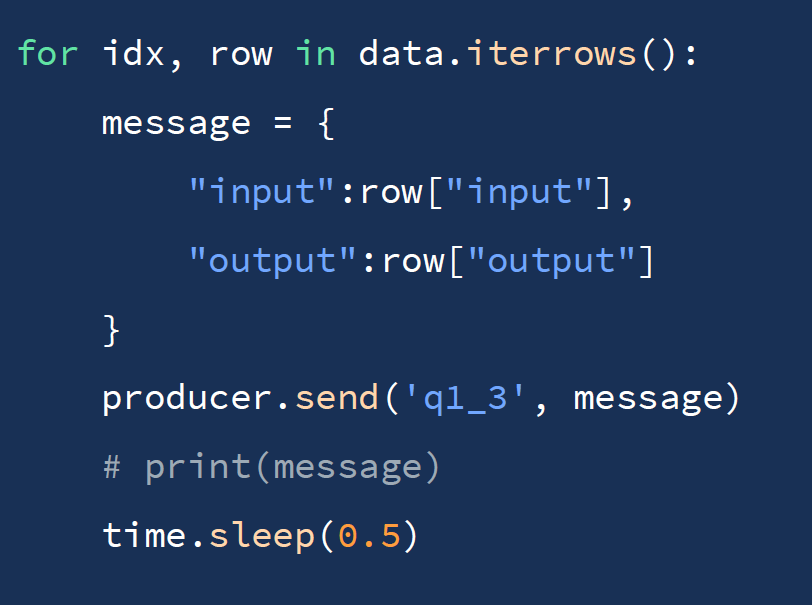 for idx, row in data.iterrows():
    message = {
        "input":row["input"],
        "output":row["output"]
    }
    producer.send('q1_3', message)
    # print(message)
    time.sleep(0.5)